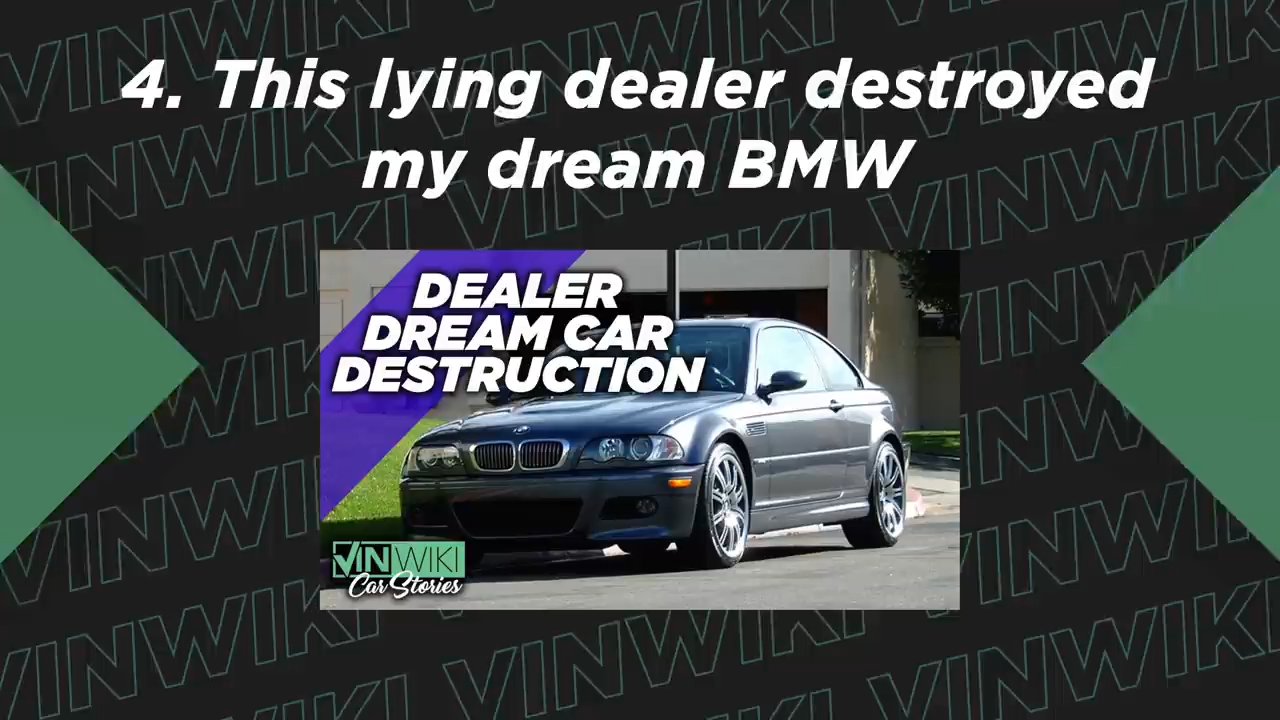 4. This lying dealer destroyed
my dream BMW
DEALER
DREAM CAR
DESTRUCTION
VINWIKI
Car Stories